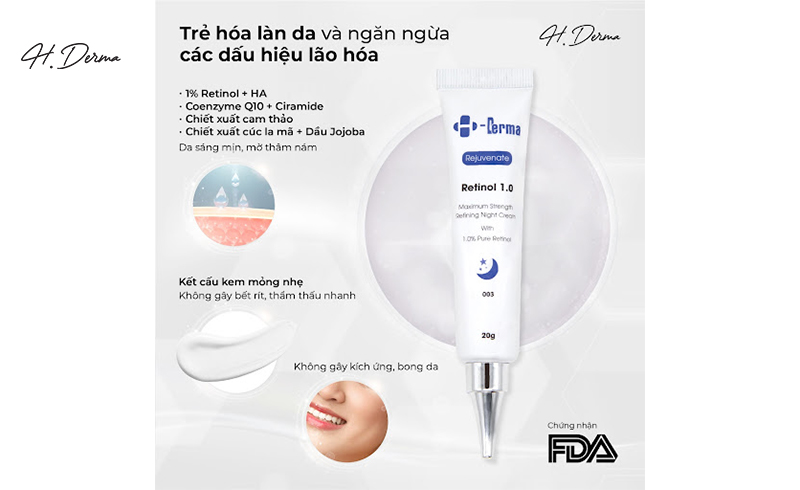 H. Derma
Trẻ hóa làn da và ngăn ngừa
các dấu hiệu lão hóa
H. Derma
· 1% Retinol + HA
· Coenzyme Q10 + Ciramide
· Chiết xuất cam thảo
· Chiết xuất cúc la mã + Dầu Jojoba
Da sáng mịn, mờ thâm nám
Kết cấu kem mỏng nhẹ
Không gây bết rít, thẩm thấu nhanh
Không gây kích ứng, bong da
-Derma
Rejuvenate
Retinol 1.0
Maximum Strength
Refining Night Cream
With
1.0% Pure Retinol
003
20g
Chứng nhận
FDA